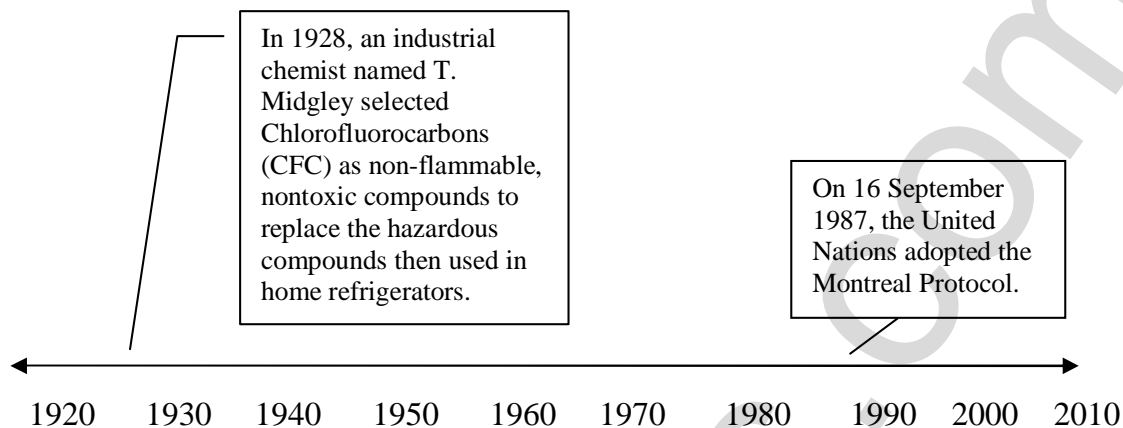 In 1928, an industrial
chemist named T.
Midgley selected
Chlorofluorocarbons
(CFC) as non-flammable,
nontoxic compounds to
replace the hazardous
compounds then used in
home refrigerators.
On 16 September
1987, the United
Nations adopted the
Montreal Protocol.
1920 1930 1940 1950 1960 1970 1980 1990 2000 2010
.com